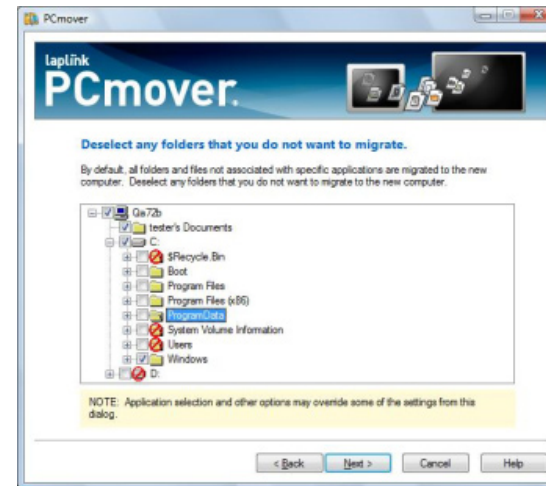 PCmover
laplink
PCmover.
Deselect any folders that you do not want to migrate.
By default, all folders and files not associated with specific applications are migrated to the new
computer. Deselect any folders that you do not want to migrate to the new computer.
Qa72b
tester's Documents
C:
$Recycle.Bin
Boot
Program Files
Program Files (x86)
ProgramData
System Volume Information
Users
Windows
D:
NOTE: Application selection and other options may override some of the settings from this
dialog.
< Back Next > Cancel Help